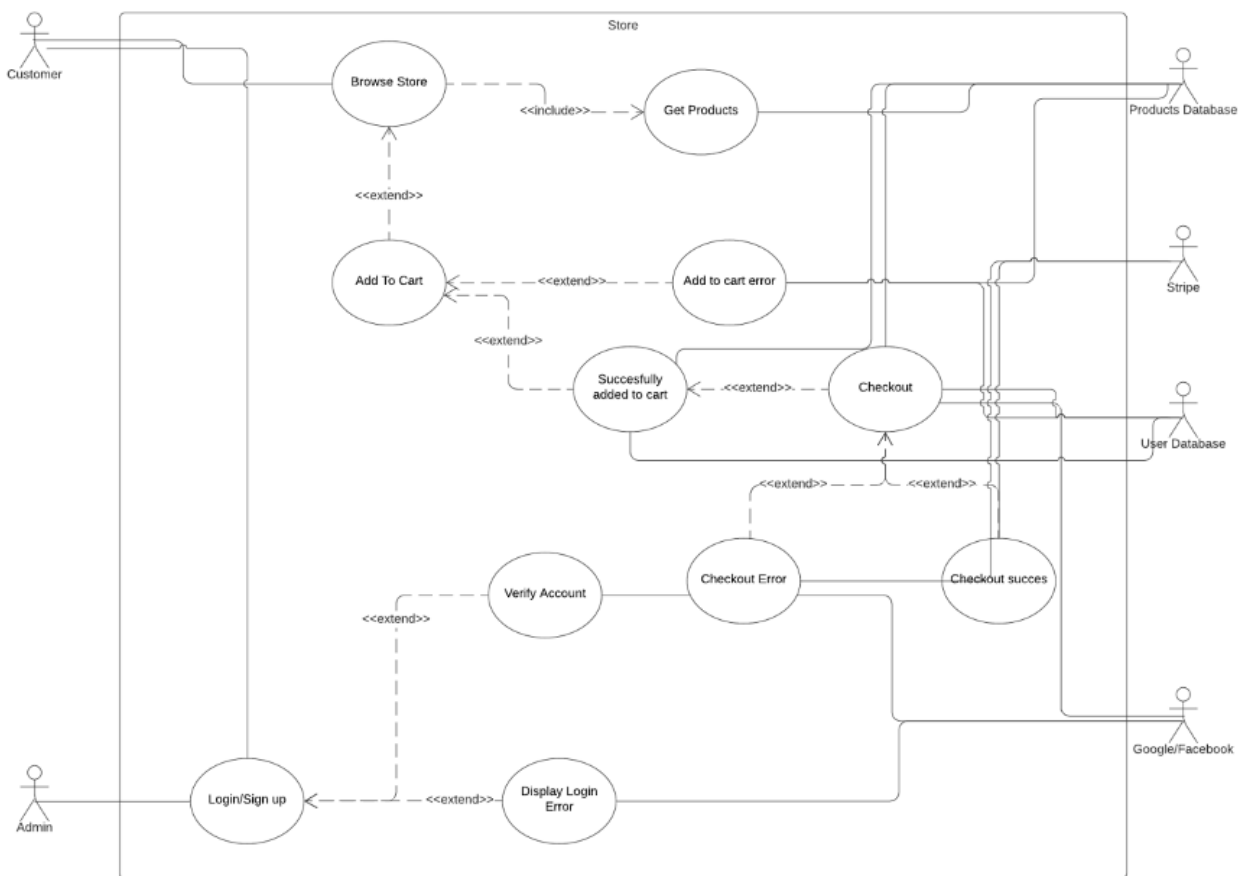 Store
Customer
Browse Store
<<include>>
Get Products
Products Database
<<extend>>
Add To Cart
<<extend>>
Add to cart error
Stripe
<<extend>>
Succesfully
added to cart
<<extend>>
Checkout
User Database
<<extend>>
<<extend>>
Verify Account
Checkout Error
Checkout succes
<<extend>>
Google/Facebook
Login/Sign up
<<extend>>
Display Login
Error
Admin